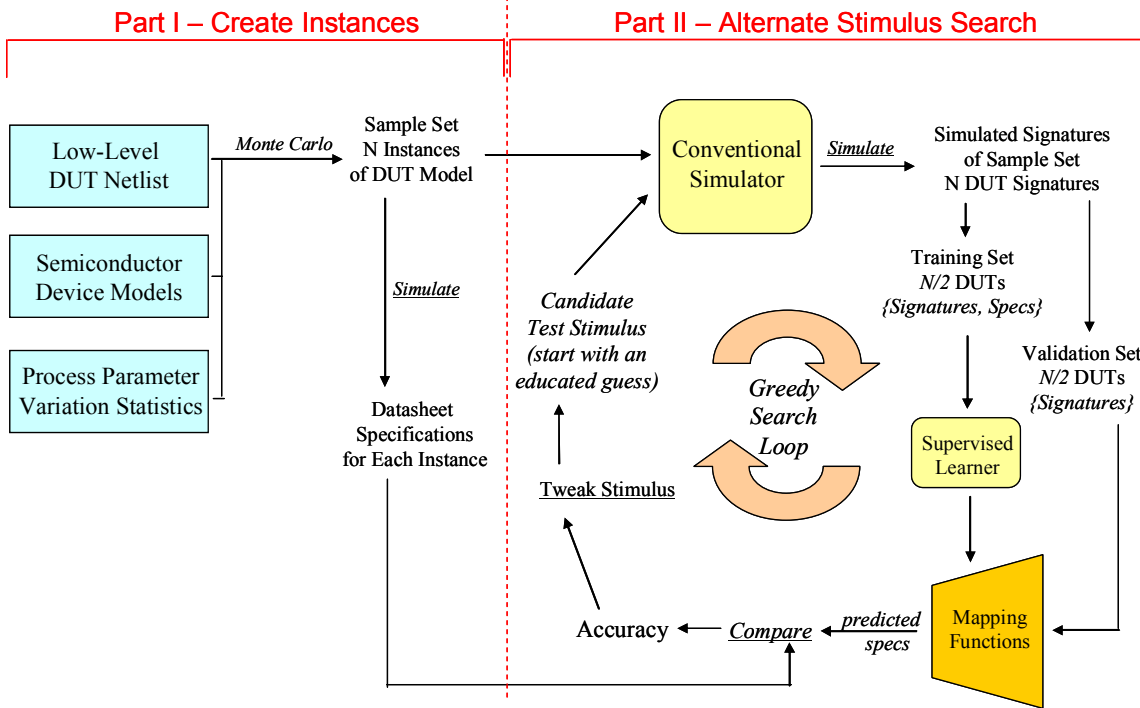 Part I – Create Instances
Part II – Alternate Stimulus Search
Low-Level
DUT Netlist
Semiconductor
Device Models
Process Parameter
Variation Statistics
Monte Carlo
Sample Set
N Instances
of DUT Model
Simulate
Datasheet
Specifications
for Each Instance
Conventional
Simulator
Simulate
Simulated Signatures
of Sample Set
N DUT Signatures
Training Set
N/2 DUTs
{Signatures, Specs}
Validation Set
N/2 DUTs
{Signatures}
Supervised
Learner
Mapping
Functions
predicted
specs
Compare
Accuracy
Tweak Stimulus
Candidate
Test Stimulus
(start with an
educated guess)
Greedy
Search
Loop